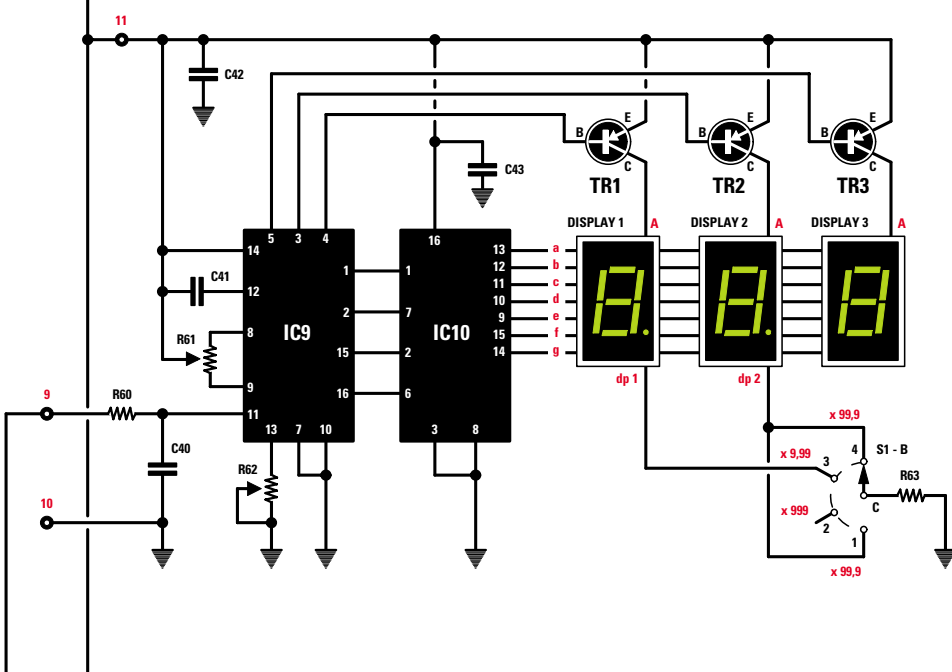 11
C42
B
E
C
TR1
B
E
C
TR2
B
E
C
TR3
C43
DISPLAY 1
A
DISPLAY 2
A
DISPLAY 3
A
5
3
4
14
12
8
9
11
13
7
10
1
2
15
16
IC9
C41
R61
16
1
7
2
6
3
8
13
12
11
10
9
15
14
IC10
a
b
c
d
e
f
g
8.
8.
8
dp 1
dp 2
9
R60
C40
10
R62
x 99,9
x 9,99
3
4
S1 - B
R63
C
x 999
2
1
x 99,9